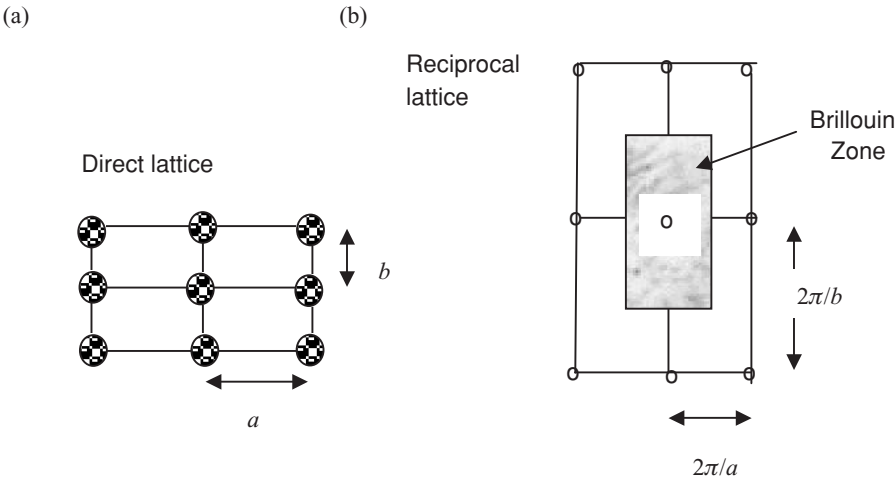 (a)
(b)
Reciprocal
lattice
Brillouin
Zone
Direct lattice
b
2π/b
a
2π/a